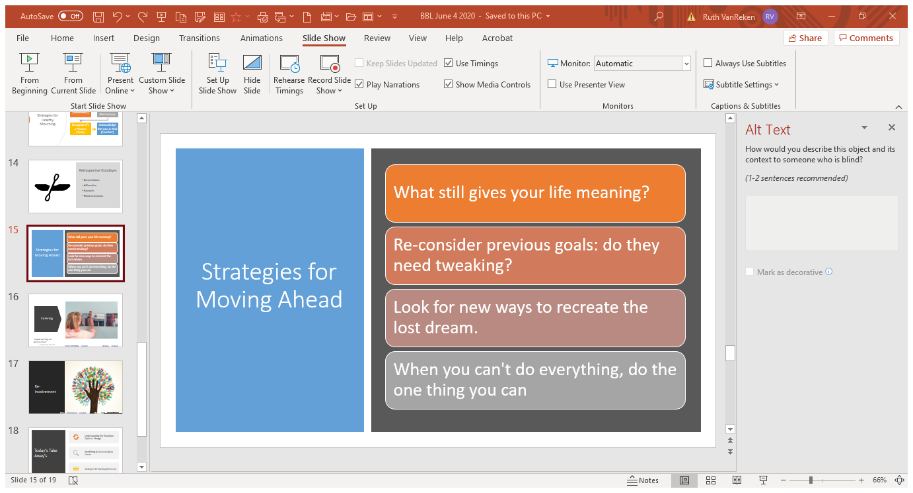 AutoSave Off BBL June 4 2020 - Saved to this PC Ruth VanReken RV
File Home Insert Design Transitions Animations Slide Show Review View Help Acrobat Share Comments
From Beginning
From Current Slide
Present Online
Custom Slide Show
Set Up Slide Show
Hide Slide
Rehearse Timings
Record Slide Show
Keep Slides Updated
Use Timings
Play Narrations
Show Media Controls
Monitor: Automatic
Use Presenter View
Always Use Subtitles
Subtitle Settings
Start Slide Show
Set Up
Monitors
Captions & Subtitles
14
15
16
17
18
Strategies for
Moving Ahead
What still gives your life meaning?
Re-consider previous goals: do they
need tweaking?
Look for new ways to recreate the
lost dream.
When you can't do everything, do the
one thing you can
Alt Text
How would you describe this object and its
context to someone who is blind?
(1-2 sentences recommended)
Mark as decorative
Slide 15 of 19
Notes
66%